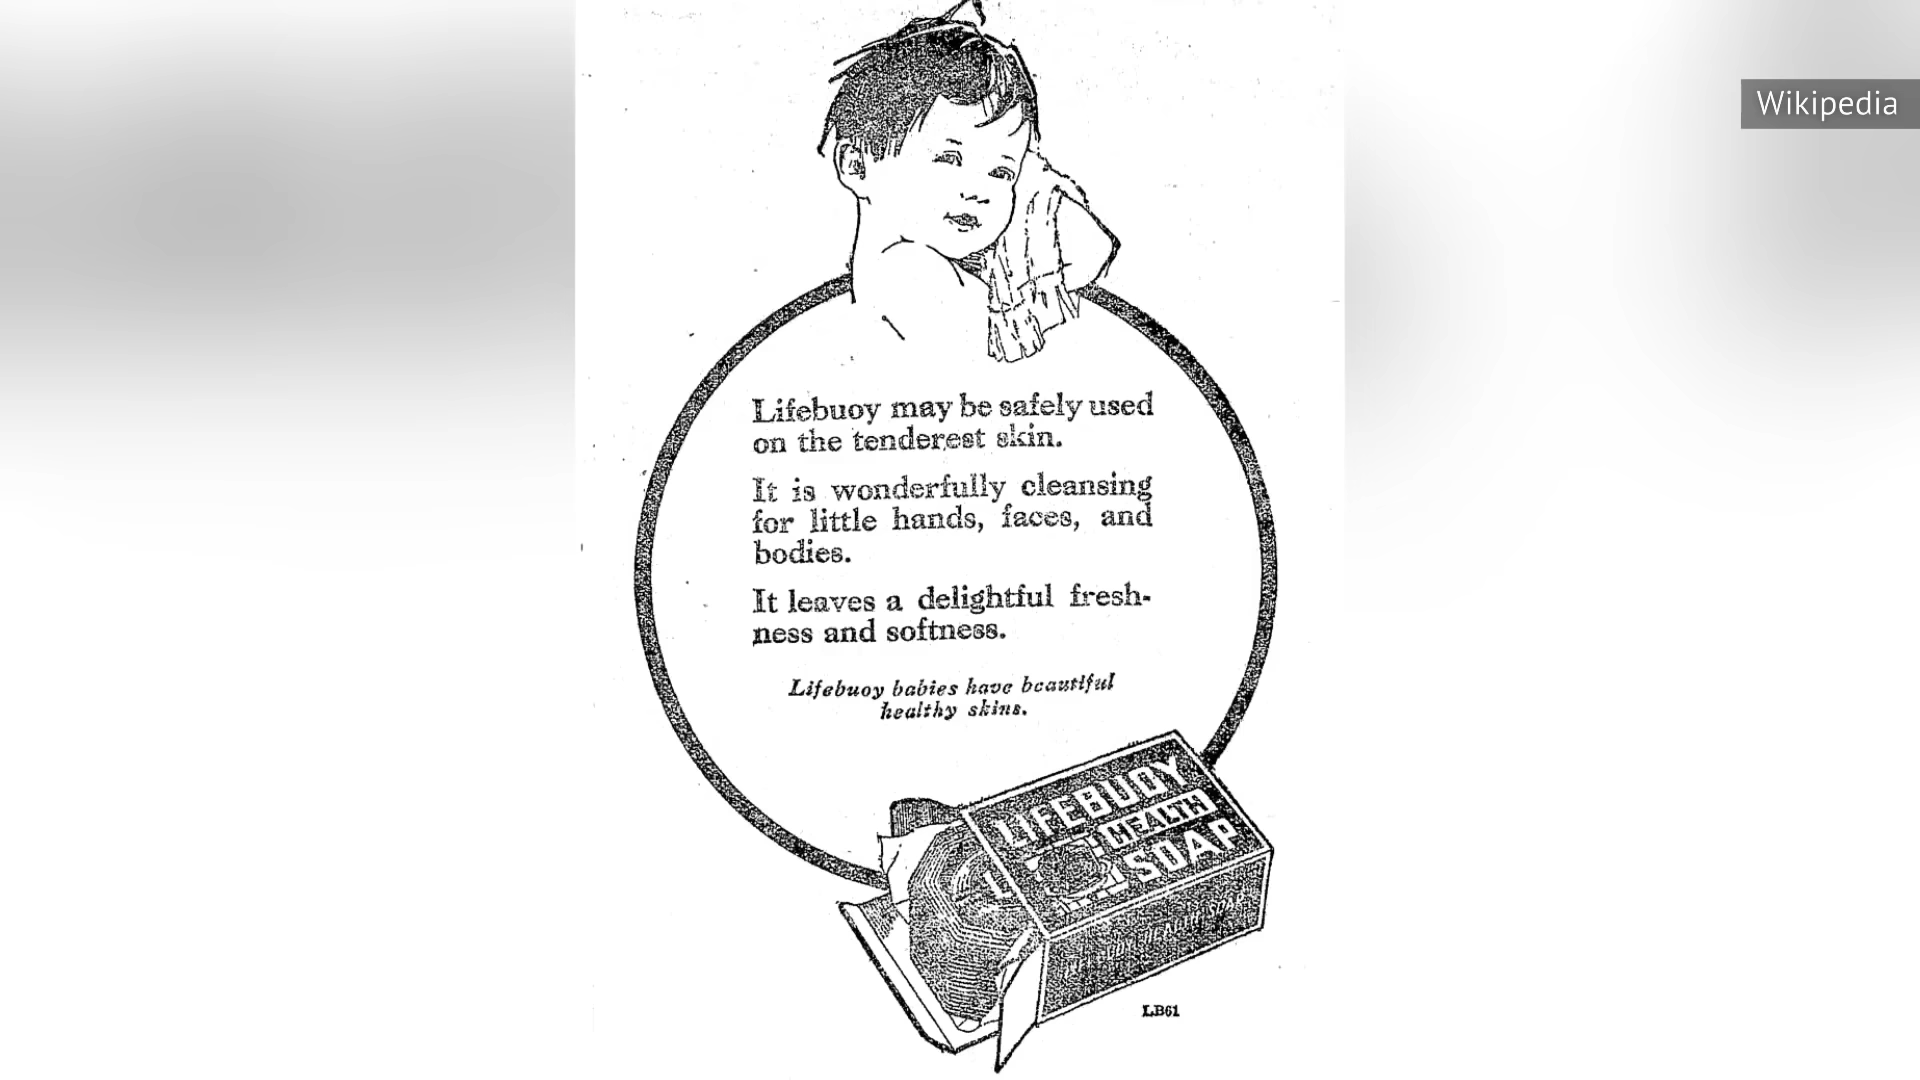 Wikipedia
Lifebuoy may be safely used
on the tenderest skin.
It is wonderfully cleansing
for little hands, faces, and
bodies.
It leaves a delightful fresh-
ness and softness.
Lifebuoy babies have beautiful
healthy skins.
LIFEBUOY
HEALTH
SOAP
LB61